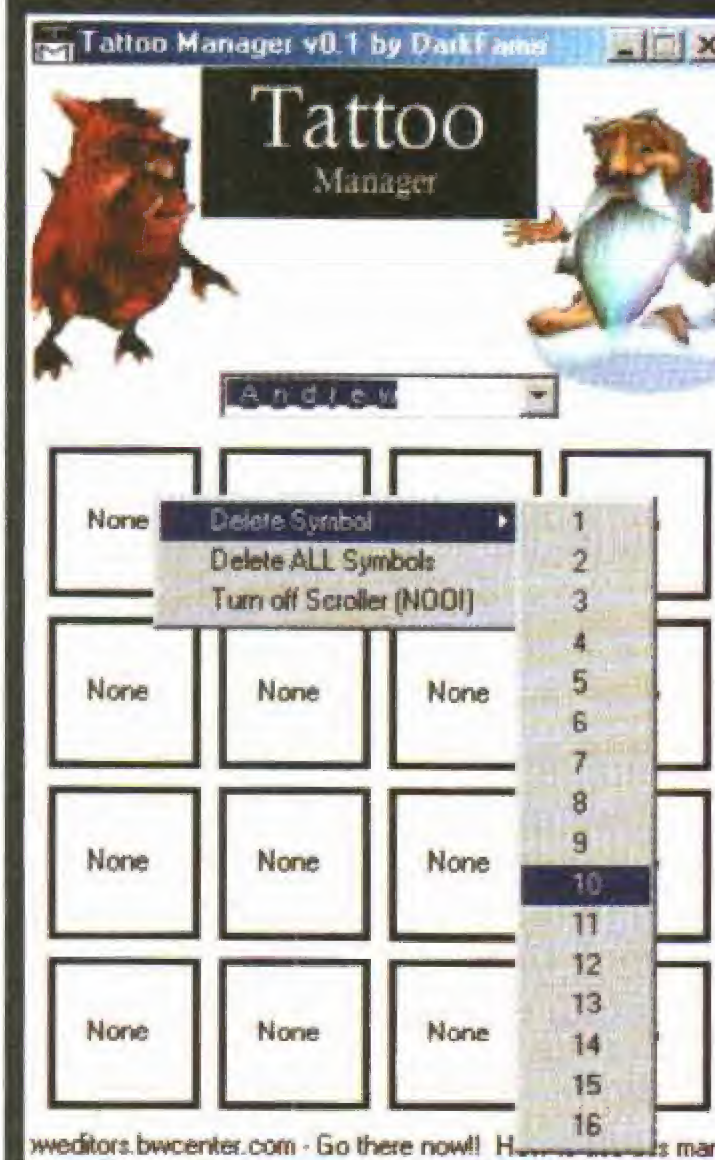 Tattoo Manager v0.1 by DarkFama
Tattoo
Manager
Andrew
None
Delete Symbol
Delete ALL Symbols
Turn off Scroller (NOO!)
1
2
3
4
5
6
7
8
9
10
11
12
13
14
15
16
None None None
None None None
None None None
weditors.bwcenter.com - Go there now!!